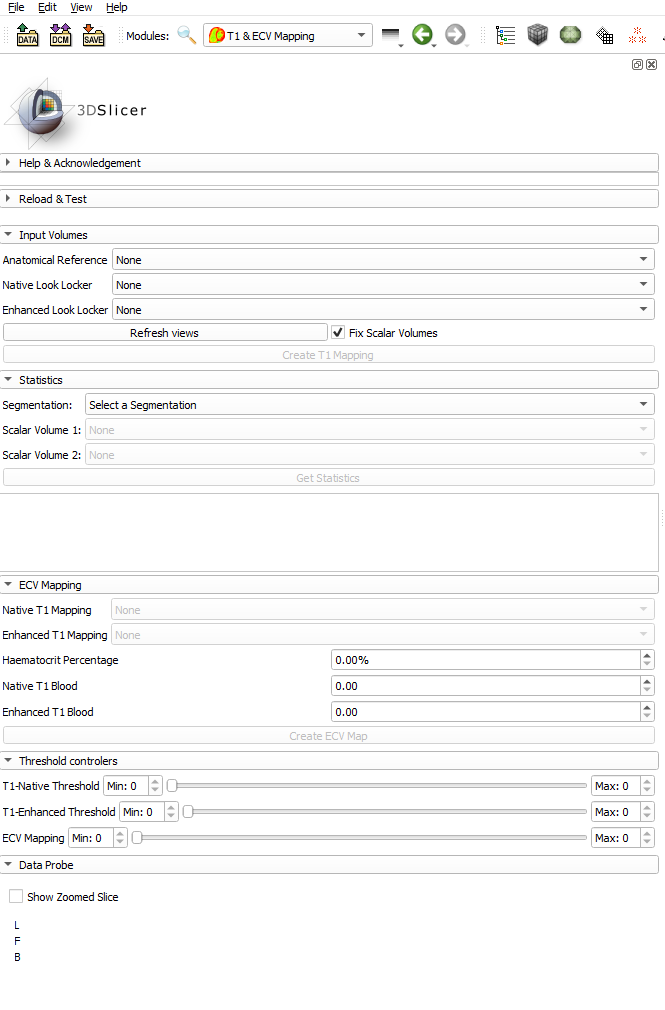 File Edit View Help
DATA DCM SAVE Modules: T1 & ECV Mapping
3DSlicer
Help & Acknowledgement
Reload & Test
Input Volumes
Anatomical Reference None
Native Look Locker None
Enhanced Look Locker None
Refresh views Fix Scalar Volumes
Create T1 Mapping
Statistics
Segmentation: Select a Segmentation
Scalar Volume 1: None
Scalar Volume 2: None
Get Statistics
ECV Mapping
Native T1 Mapping None
Enhanced T1 Mapping None
Haematocrit Percentage 0.00%
Native T1 Blood 0.00
Enhanced T1 Blood 0.00
Create ECV Map
Threshold controlers
T1-Native Threshold Min: 0 Max: 0
T1-Enhanced Threshold Min: 0 Max: 0
ECV Mapping Min: 0 Max: 0
Data Probe
Show Zoomed Slice
L
F
B